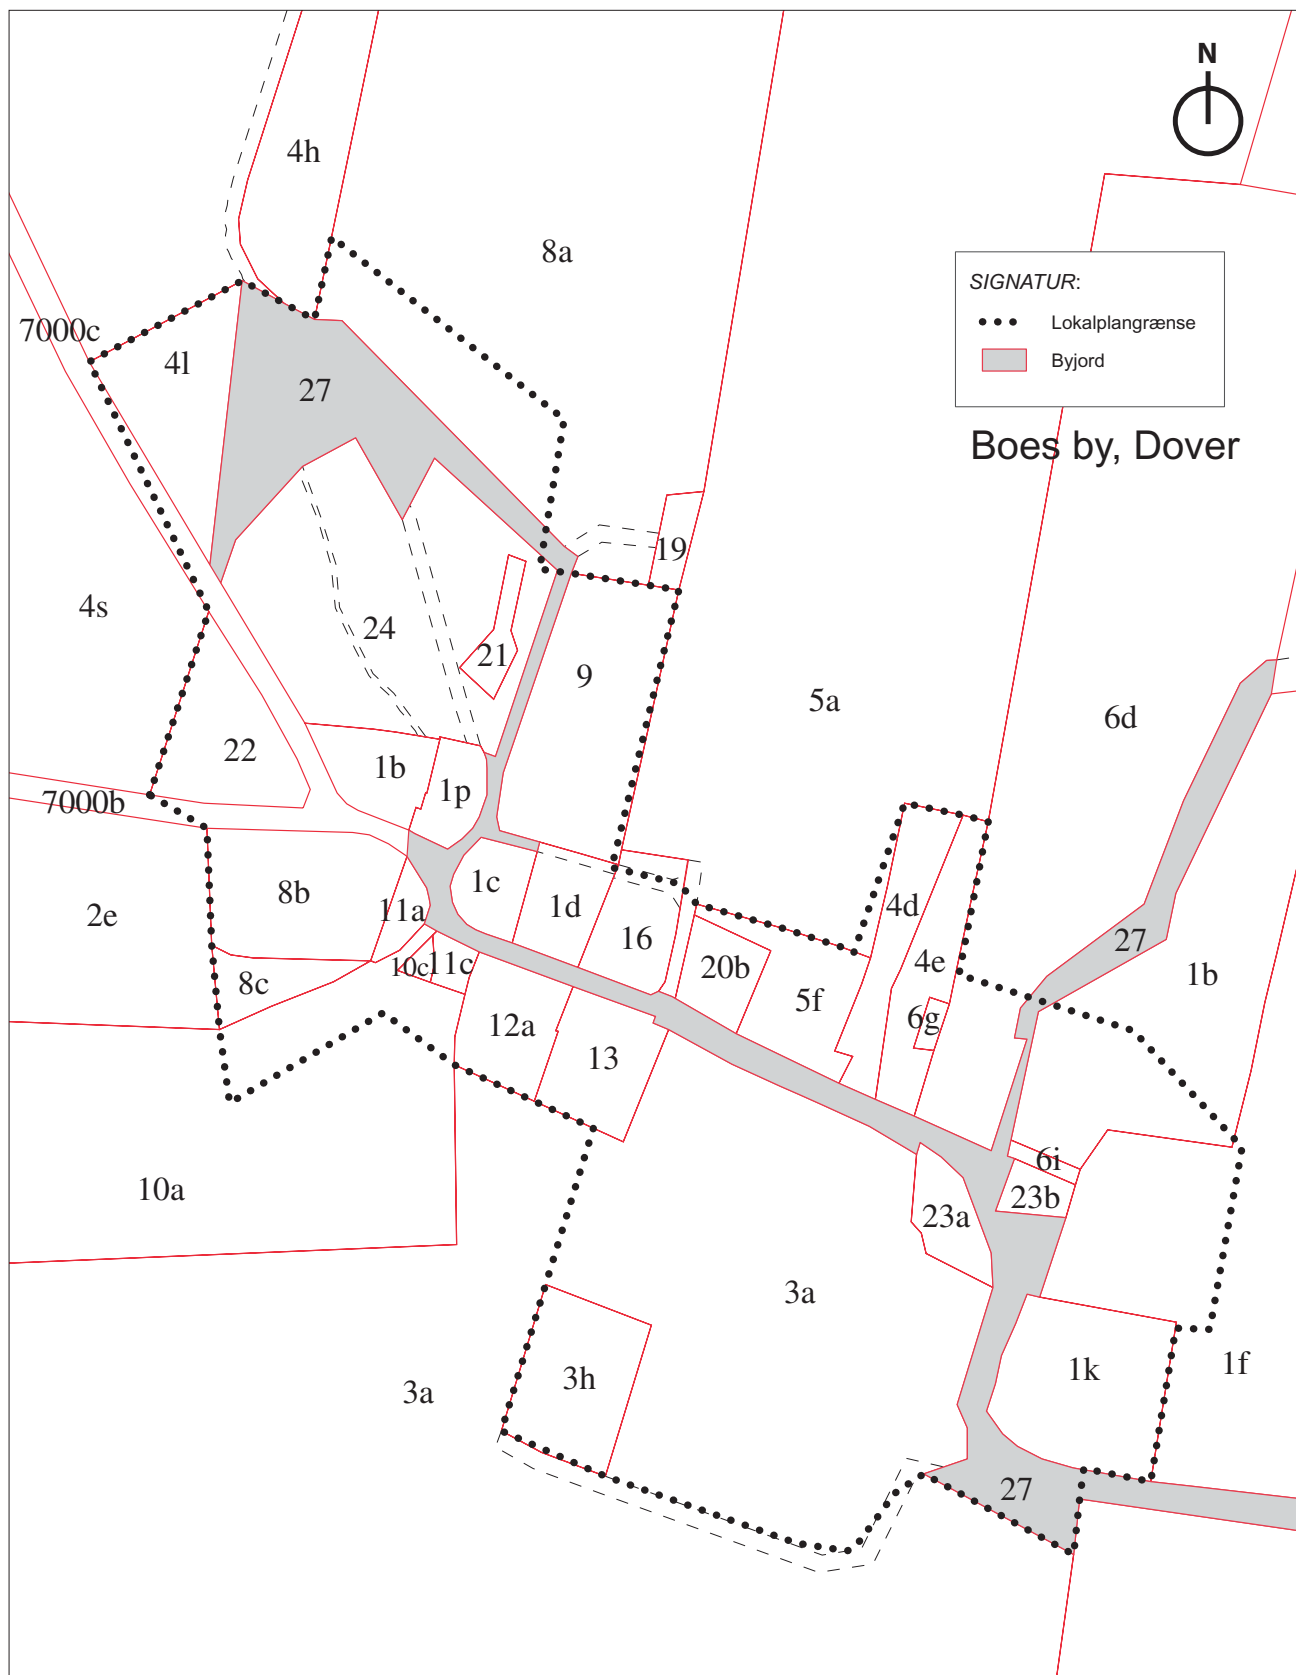 N
4h
8a
SIGNATUR:
Lokalplangrænse
Byjord
7000c
4l
27
Boes by, Dover
19
4s
24
21
9
5a
6d
22
1b
1p
7000b
1c
8b
11a
1d
4d
2e
16
27
20b
4e
1b
10c
11c
8c
5f
12a
6g
13
6i
10a
23b
23a
3a
1f
1k
3h
3a
27